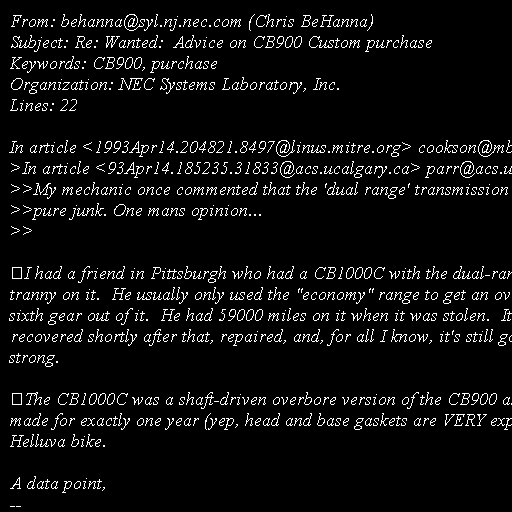 From: behanna@syl.nj.nec.com (Chris BeHanna)
Subject: Re: Wanted:  Advice on CB900 Custom purchase
Keywords: CB900, purchase
Organization: NEC Systems Laboratory, Inc.
Lines: 22
In article <1993Apr14.204821.8497@linus.mitre.org> cookson@mb
>In article <93Apr14.185235.31833@acs.ucalgary.ca> parr@acs.u
>>My mechanic once commented that the 'dual range' transmission
>>pure junk. One mans opinion...
>>
I had a friend in Pittsburgh who had a CB1000C with the dual-ran
tranny on it.  He usually only used the "economy" range to get an ov
sixth gear out of it.  He had 59000 miles on it when it was stolen.  It
recovered shortly after that, repaired, and, for all I know, it's still go
strong.
The CB1000C was a shaft-driven overbore version of the CB900 a
made for exactly one year (yep, head and base gaskets are VERY exp
Helluva bike.
A data point,
--